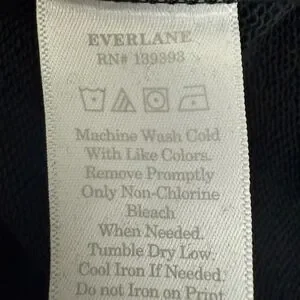 EVERLANE
RN# 139393
Machine Wash Cold
With Like Colors.
Remove Promptly
Only Non-Chlorine
Bleach
When Needed.
Tumble Dry Low.
Cool Iron If Needed.
Do not Iron on Print